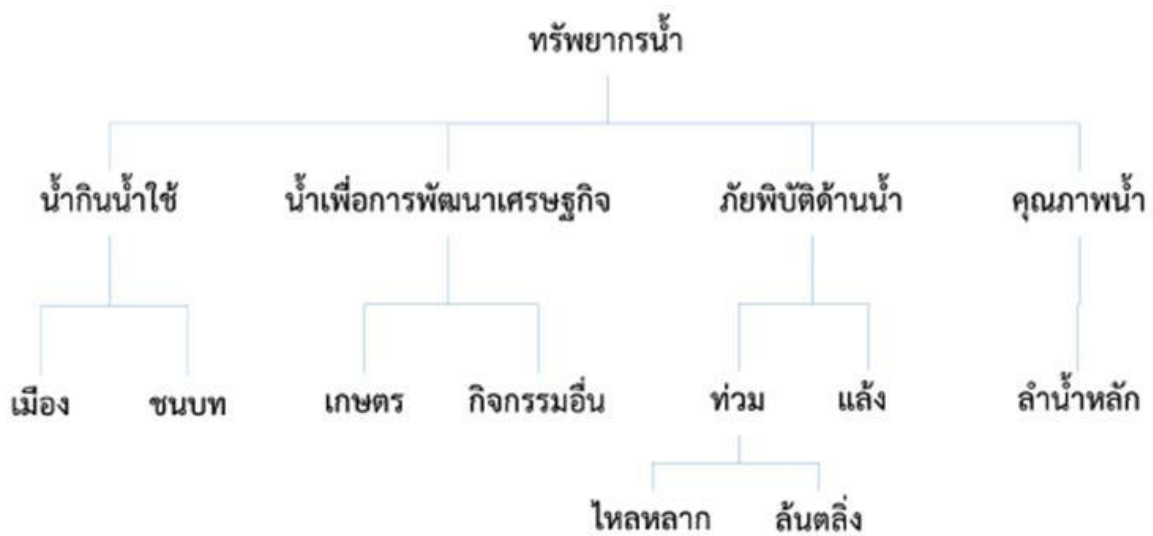 ทรัพยากรน้ำ
น้ำกินน้ำใช้ น้ำเพื่อการพัฒนาเศรษฐกิจ ภัยพิบัติด้านน้ำ คุณภาพน้ำ
เมือง ชนบท เกษตร กิจกรรมอื่น ท่วม แล้ง ลำน้ำหลัก
ไหลหลาก ล้นตลิ่ง